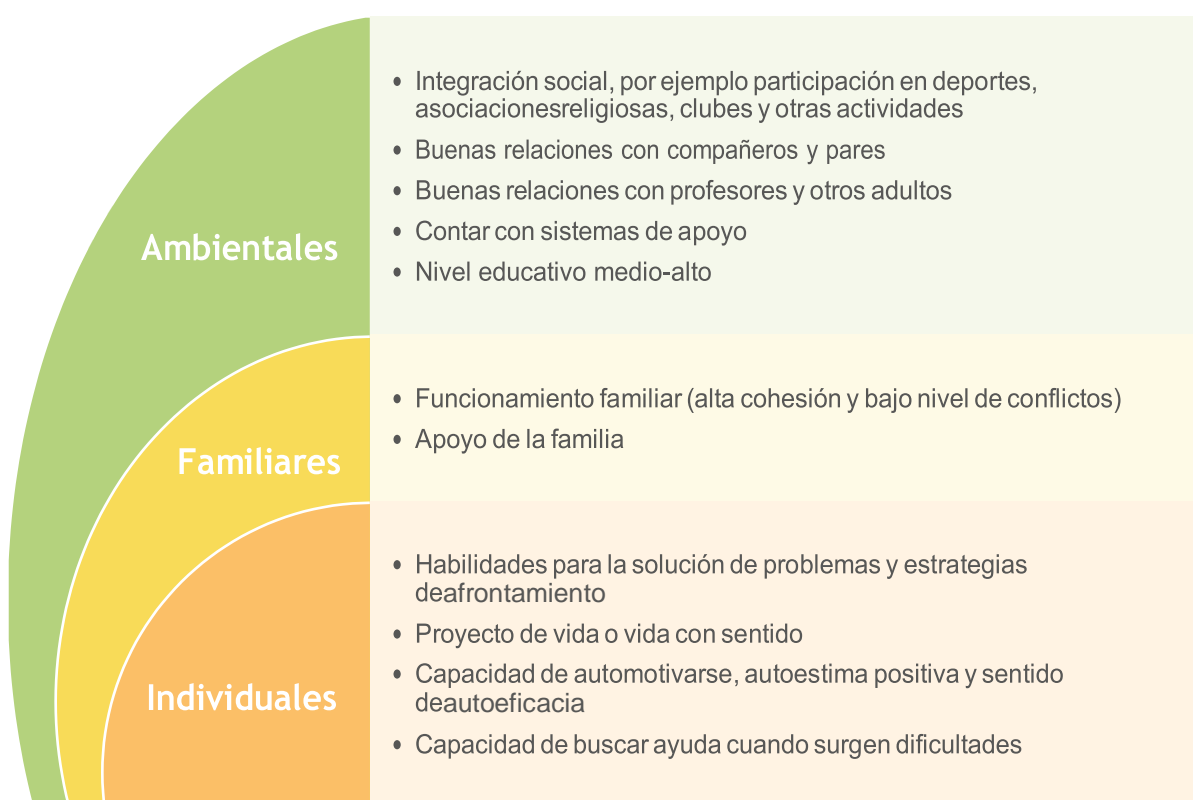 Ambientales
• Integración social, por ejemplo participación en deportes,
asociacionesreligiosas, clubes y otras actividades
• Buenas relaciones con compañeros y pares
• Buenas relaciones con profesores y otros adultos
• Contar con sistemas de apoyo
• Nivel educativo medio-alto
Familiares
• Funcionamiento familiar (alta cohesión y bajo nivel de conflictos)
• Apoyo de la familia
Individuales
• Habilidades para la solución de problemas y estrategias
deafrontamiento
• Proyecto de vida o vida con sentido
• Capacidad de automotivarse, autoestima positiva y sentido
deautoeficacia
• Capacidad de buscar ayuda cuando surgen dificultades